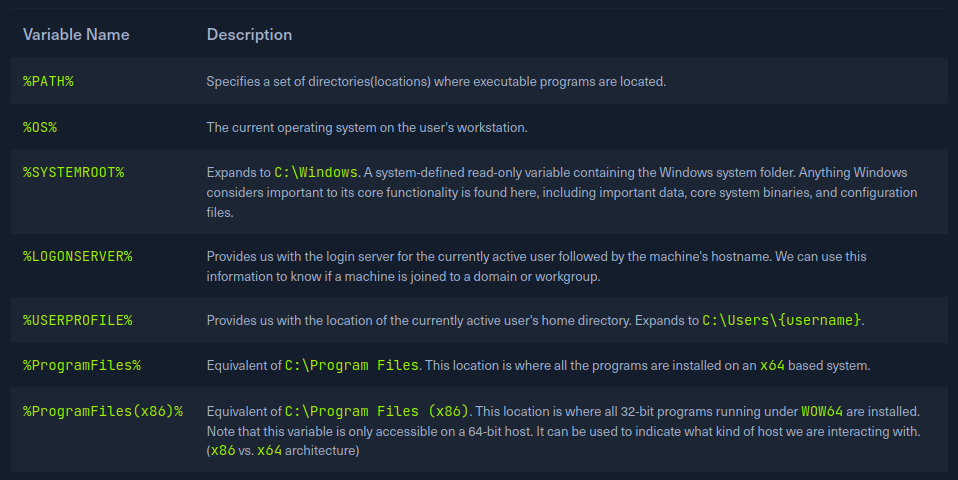 Variable Name Description
%PATH% Specifies a set of directories(locations) where executable programs are located.
%OS% The current operating system on the user's workstation.
%SYSTEMROOT% Expands to C:\Windows. A system-defined read-only variable containing the Windows system folder. Anything Windows
considers important to its core functionality is found here, including important data, core system binaries, and configuration
files.
%LOGONSERVER% Provides us with the login server for the currently active user followed by the machine's hostname. We can use this
information to know if a machine is joined to a domain or workgroup.
%USERPROFILE% Provides us with the location of the currently active user's home directory. Expands to C:\Users\{username}.
%ProgramFiles% Equivalent of C:\Program Files. This location is where all the programs are installed on an x64 based system.
%ProgramFiles(x86)% Equivalent of C:\Program Files (x86). This location is where all 32-bit programs running under WOW64 are installed.
Note that this variable is only accessible on a 64-bit host. It can be used to indicate what kind of host we are interacting with.
(x86 vs. x64 architecture)